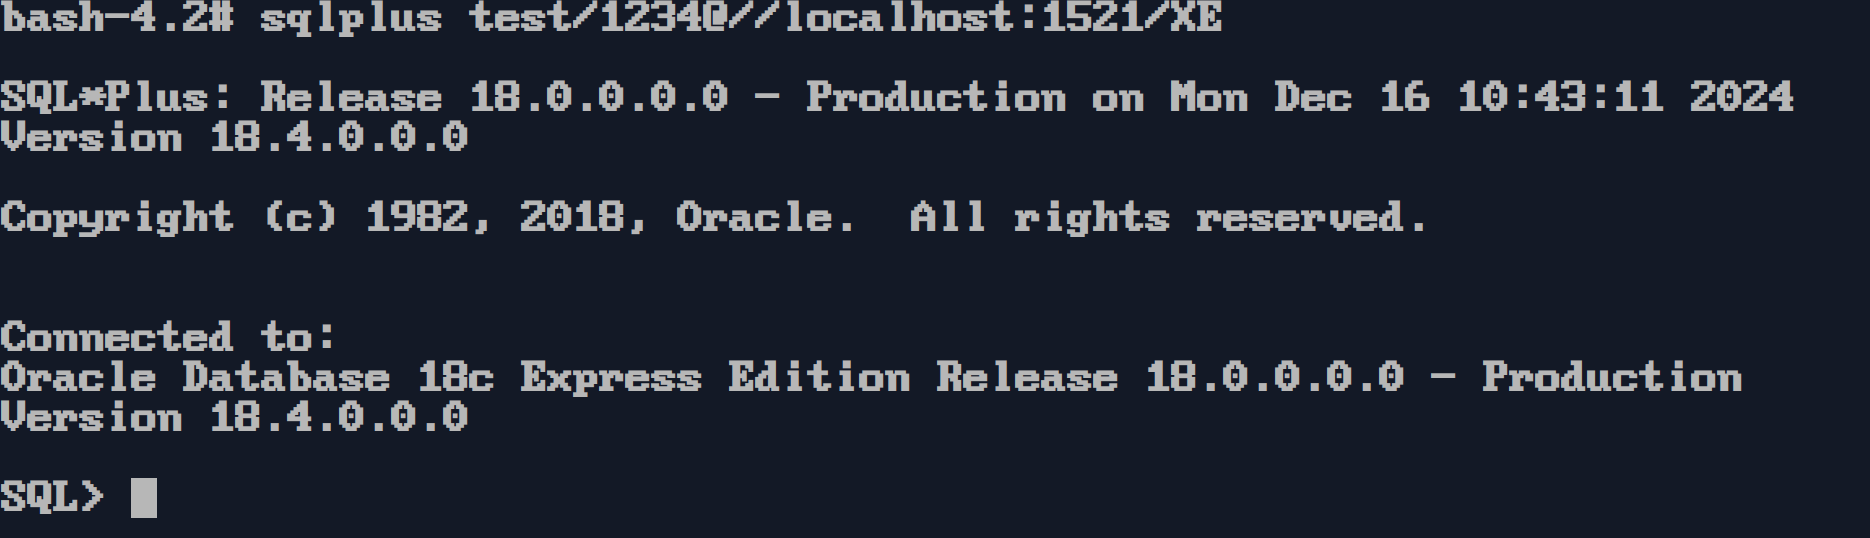 bash-4.2# sqlplus test/1234@//localhost:1521/XE
SQL*Plus: Release 18.0.0.0.0 - Production on Mon Dec 16 10:43:11 2024
Version 18.4.0.0.0
Copyright (c) 1982, 2018, Oracle.  All rights reserved.
Connected to:
Oracle Database 18c Express Edition Release 18.0.0.0.0 - Production
Version 18.4.0.0.0
SQL>